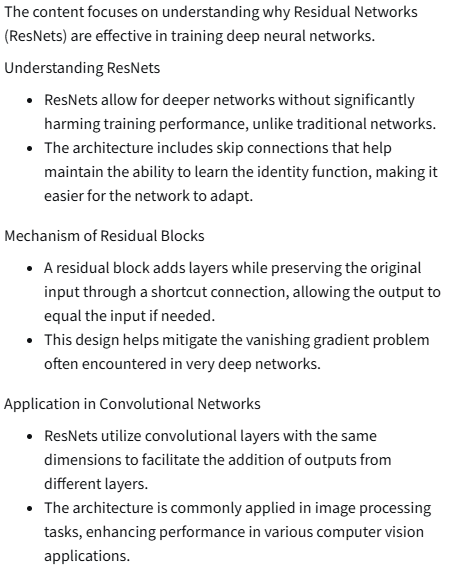 The content focuses on understanding why Residual Networks
(ResNets) are effective in training deep neural networks.
Understanding ResNets
• ResNets allow for deeper networks without significantly
harming training performance, unlike traditional networks.
• The architecture includes skip connections that help
maintain the ability to learn the identity function, making it
easier for the network to adapt.
Mechanism of Residual Blocks
• A residual block adds layers while preserving the original
input through a shortcut connection, allowing the output to
equal the input if needed.
• This design helps mitigate the vanishing gradient problem
often encountered in very deep networks.
Application in Convolutional Networks
• ResNets utilize convolutional layers with the same
dimensions to facilitate the addition of outputs from
different layers.
• The architecture is commonly applied in image processing
tasks, enhancing performance in various computer vision
applications.